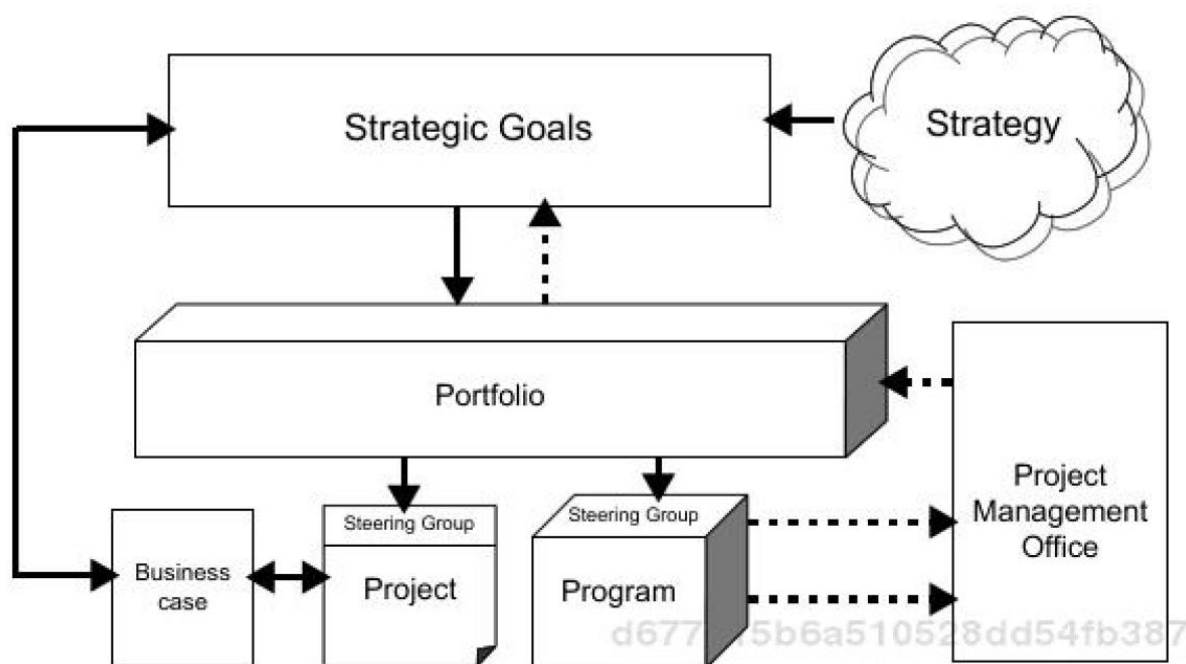 Strategic Goals
Strategy
Portfolio
Project
Management
Office
Steering Group
Steering Group
Business
case
Project
Program